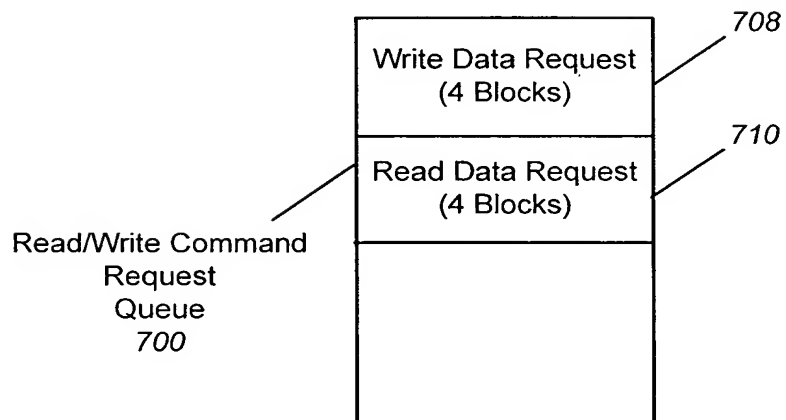 708
Write Data Request
(4 Blocks)
710
Read Data Request
(4 Blocks)
Read/Write Command
Request
Queue
700